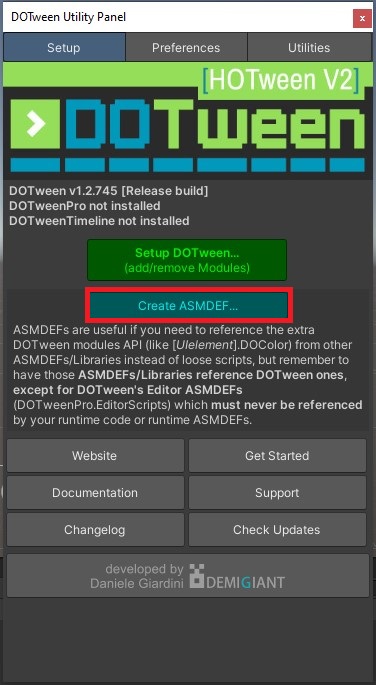 DOTween Utility Panel
x
Setup
Preferences
Utilities
[HOTween V2]
DOTween
DOTween v1.2.745 [Release build]
DOTweenPro not installed
DOTweenTimeline not installed
Setup DOTween...
(add/remove Modules)
Create ASMDEF...
ASMDEFs are useful if you need to reference the extra
DOTween modules API (like [UIelement].DOColor) from other
ASMDEFs/Libraries instead of loose scripts, but remember to
have those ASMDEFs/Libraries reference DOTween ones,
except for DOTween's Editor ASMDEFs
(DOTweenPro.EditorScripts) which must never be referenced
by your runtime code or runtime ASMDEFs.
Website
Get Started
Documentation
Support
Changelog
Check Updates
developed by
Daniele Giardini
DEMIGIANT